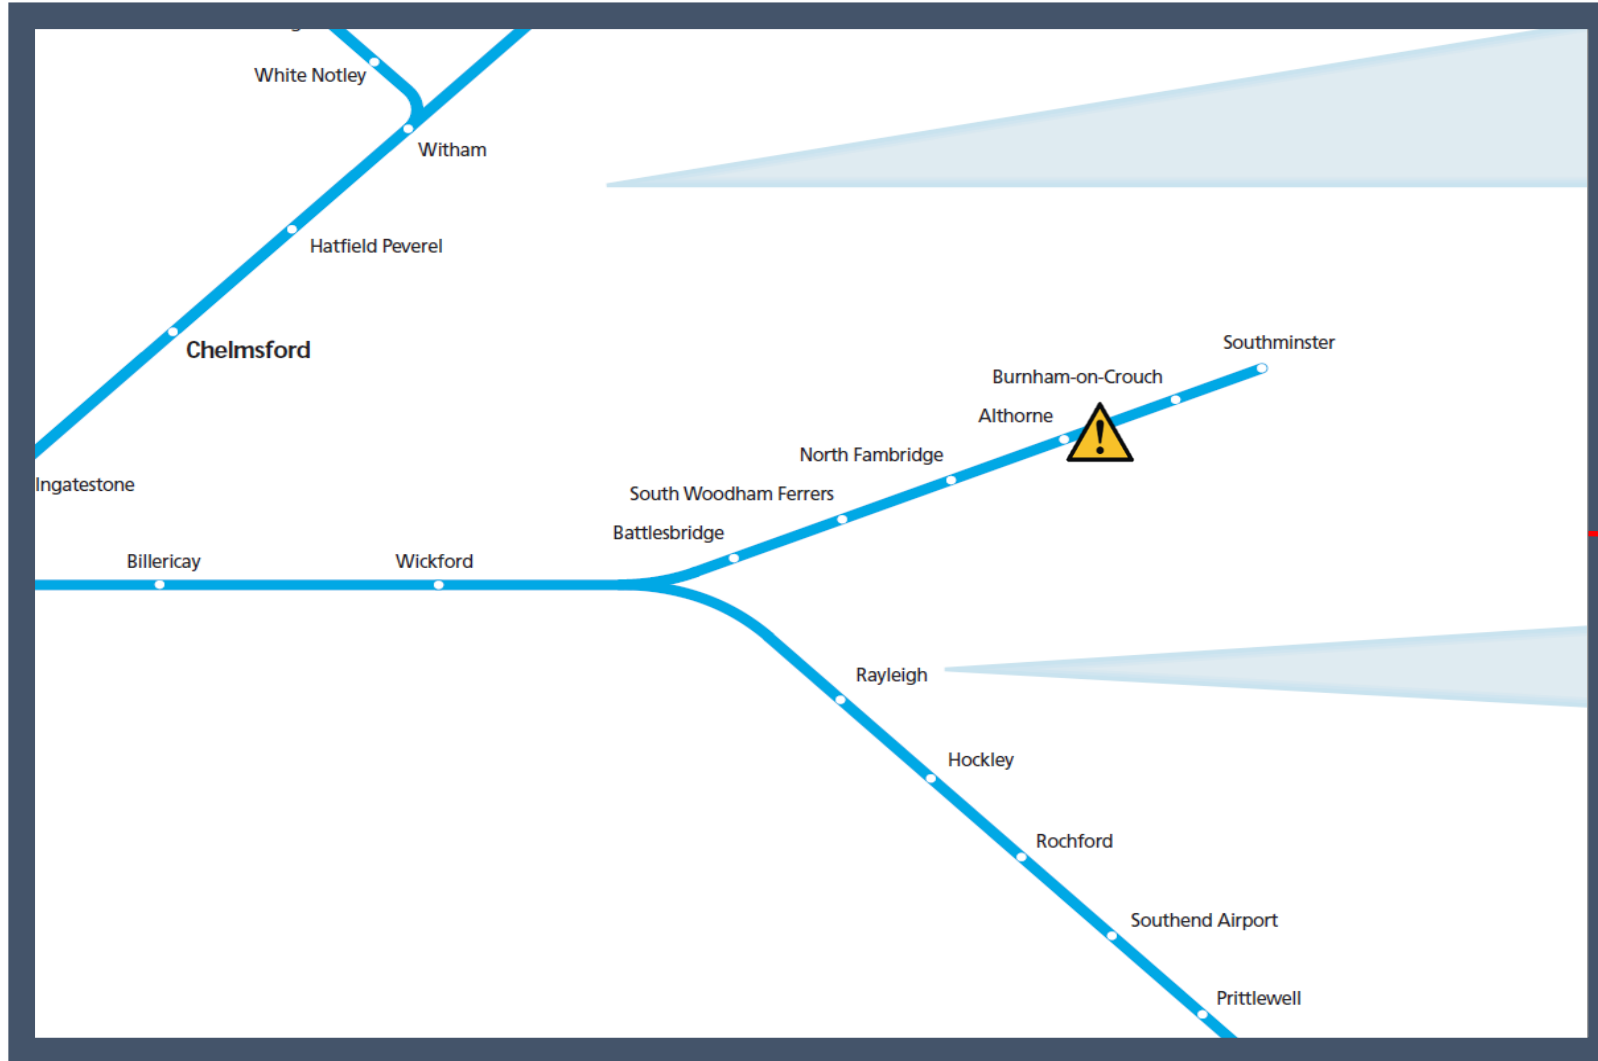 White Notley
Witham
Hatfield Peverel
Chelmsford
Southminster
Burnham-on-Crouch
Althorne
North Fambridge
Ingatestone
South Woodham Ferrers
Battlesbridge
Billericay
Wickford
Rayleigh
Hockley
Rochford
Southend Airport
Prittlewell